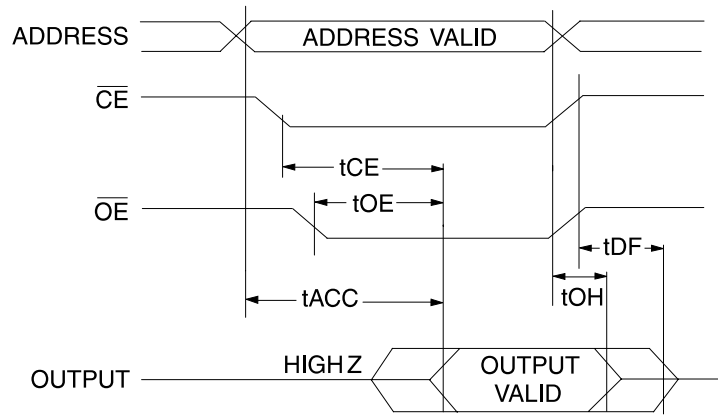 ADDRESS
ADDRESS VALID
CE
tCE
tOE
OE
tDF
tACC
tOH
HIGH Z
OUTPUT
OUTPUT
VALID